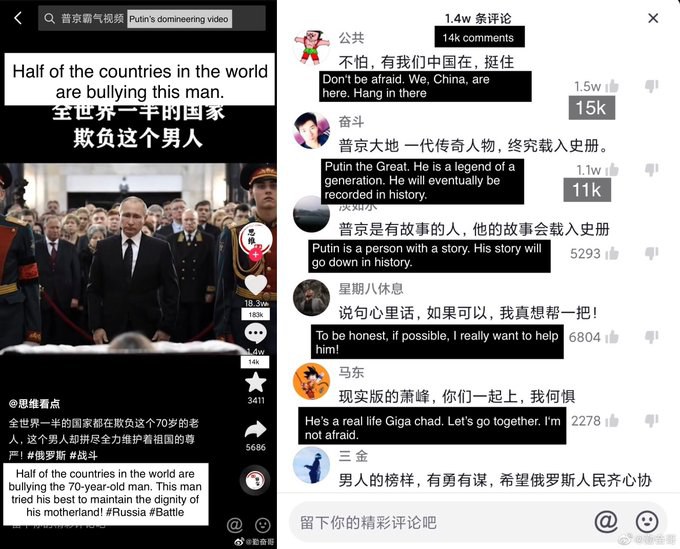 普京霸气视频
Putin's domineering video
Half of the countries in the world
are bullying this man.
全世界一半的国家
欺负这个男人
思维
18.3w
183k
1.4w
14k
3411
5686
@思维看点
全世界一半的国家都在欺负这个70岁的老
人，这个男人却拼尽全力维护着祖国的尊
严！#俄罗斯 #战斗
Half of the countries in the world are
bullying the 70-year-old man. This man
tried his best to maintain the dignity of
his motherland! #Russia #Battle
@勤奋哥
1.4w 条评论
14k comments
公共
不怕，有我们中国在，挺住
Don't be afraid. We, China, are
here. Hang in there
1.5w
15k
奋斗
普京大地 一代传奇人物，终究载入史册。
Putin the Great. He is a legend of a
generation. He will eventually be
recorded in history.
1.1w
11k
淡如水
普京是有故事的人，他的故事会载入史册
Putin is a person with a story. His story will
go down in history.
5293
星期八休息
说句心里话，如果可以，我真想帮一把！
To be honest, if possible, I really want to help
him!
6804
马东
现实版的萧峰，你们一起上，我何惧
He's a real life Giga chad. Let's go together. I'm
not afraid.
2278
三 金
男人的榜样，有勇有谋，希望俄罗斯人民齐心协
留下你的精彩评论吧
@勤奋哥